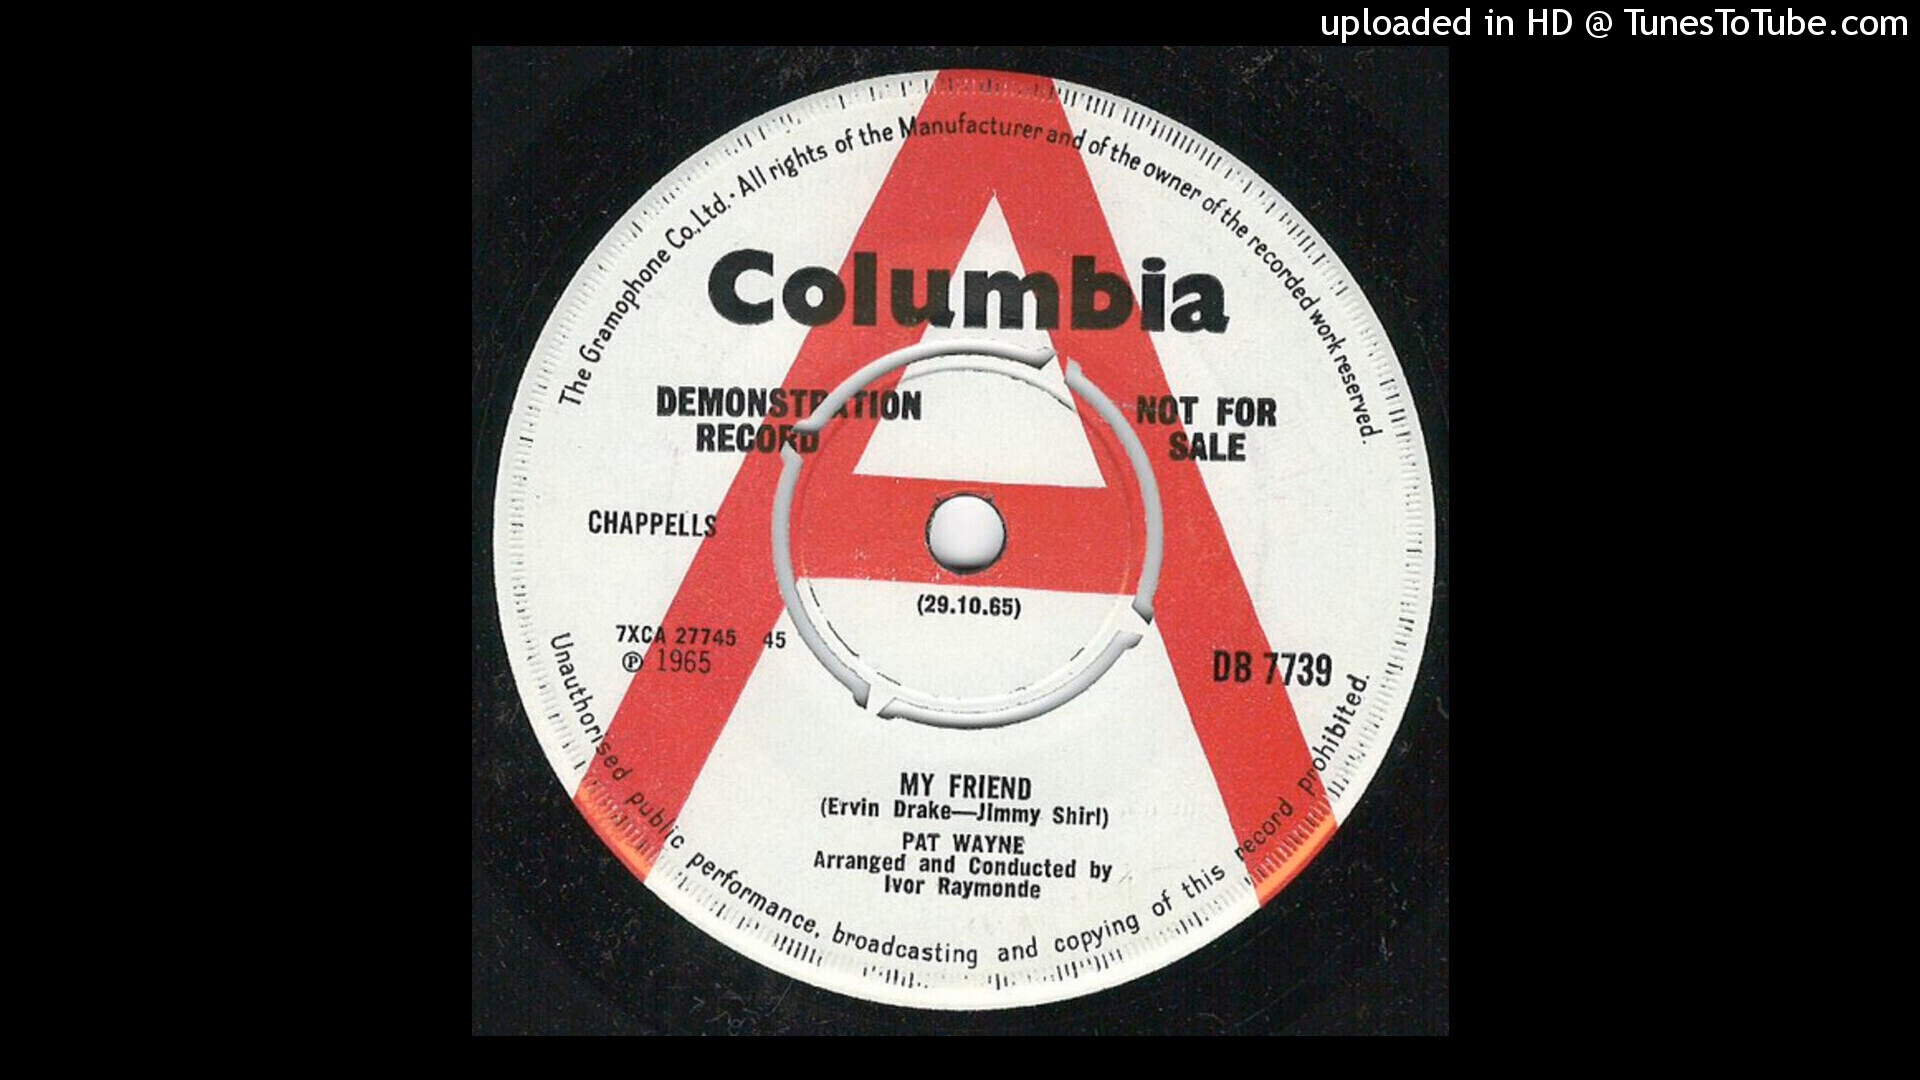 uploaded in HD @ TunesToTube.com
The Gramophone Co., Ltd. · All rights of the Manufacturer and of the owner of the recorded work reserved.
Columbia
DEMONSTRATION RECORD
NOT FOR SALE
CHAPPELLS
(29.10.65)
7XCA 27745 45
Ⓟ 1965
DB 7739
MY FRIEND
(Ervin Drake—Jimmy Shirl)
PAT WAYNE
Arranged and Conducted by
Ivor Raymonde
Unauthorised public performance, broadcasting and copying of this record prohibited.